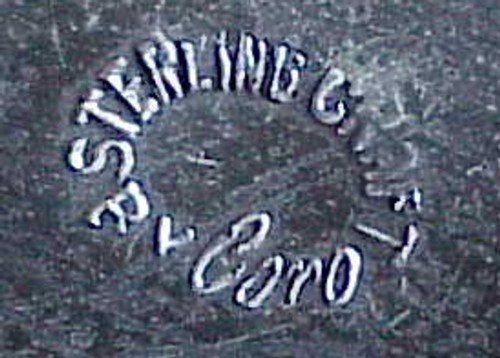 STERLING CRAFT
BY Coro